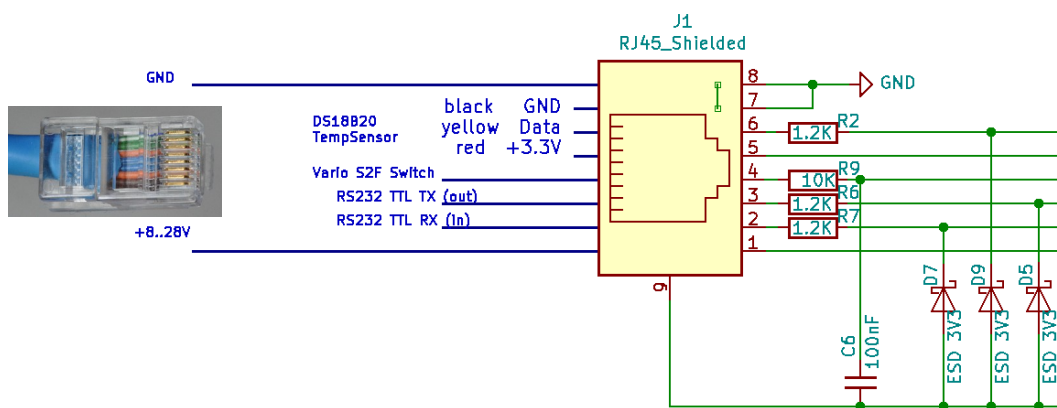 J1
RJ45_Shielded
GND
8
GND
black GND
7
DS18B20
TempSensor
yellow Data
6
1.2K
R2
red +3.3V
5
Vario S2F Switch
4
10K
R9
RS232 TTL TX (out)
3
1.2K
R6
RS232 TTL RX (in)
2
1.2K
R7
+8..28V
1
9
D7
D9
D5
C6
100nF
ESD 3V3
ESD 3V3
ESD 3V3